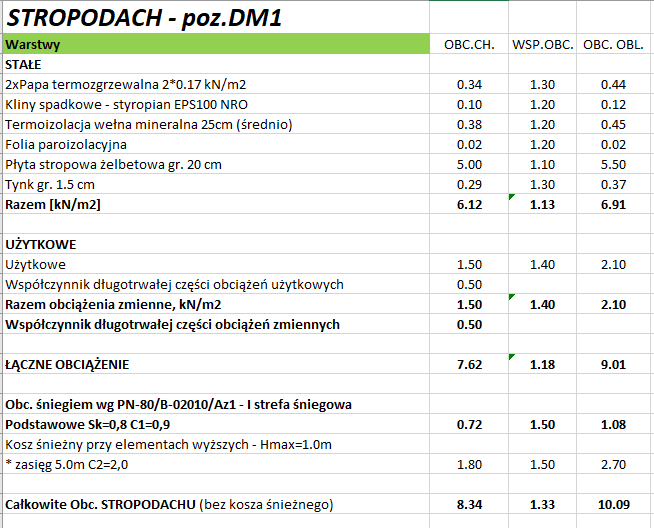 STROPODACH - poz.DM1
Warstwy OBC.CH. WSP.OBC. OBC. OBL.
STAŁE
2xPapa termozgrzewalna 2*0.17 kN/m2 0.34 1.30 0.44
Kliny spadkowe - styropian EPS100 NRO 0.10 1.20 0.12
Termoizolacja wełna mineralna 25cm (średnio) 0.38 1.20 0.45
Folia paroizolacyjna 0.02 1.20 0.02
Płyta stropowa żelbetowa gr. 20 cm 5.00 1.10 5.50
Tynk gr. 1.5 cm 0.29 1.30 0.37
Razem [kN/m2] 6.12 1.13 6.91
UŻYTKOWE
Użytkowe 1.50 1.40 2.10
Współczynnik długotrwałej części obciążeń użytkowych 0.50
Razem obciążenia zmienne, kN/m2 1.50 1.40 2.10
Współczynnik długotrwałej części obciążeń zmiennych 0.50
ŁĄCZNE OBCIĄŻENIE 7.62 1.18 9.01
Obc. śniegiem wg PN-80/B-02010/Az1 - I strefa śniegowa
Podstawowe Sk=0,8 C1=0,9 0.72 1.50 1.08
Kosz śnieżny przy elementach wyższych - Hmax=1.0m
* zasięg 5.0m C2=2,0 1.80 1.50 2.70
Całkowite Obc. STROPODACHU (bez kosza śnieżnego) 8.34 1.33 10.09